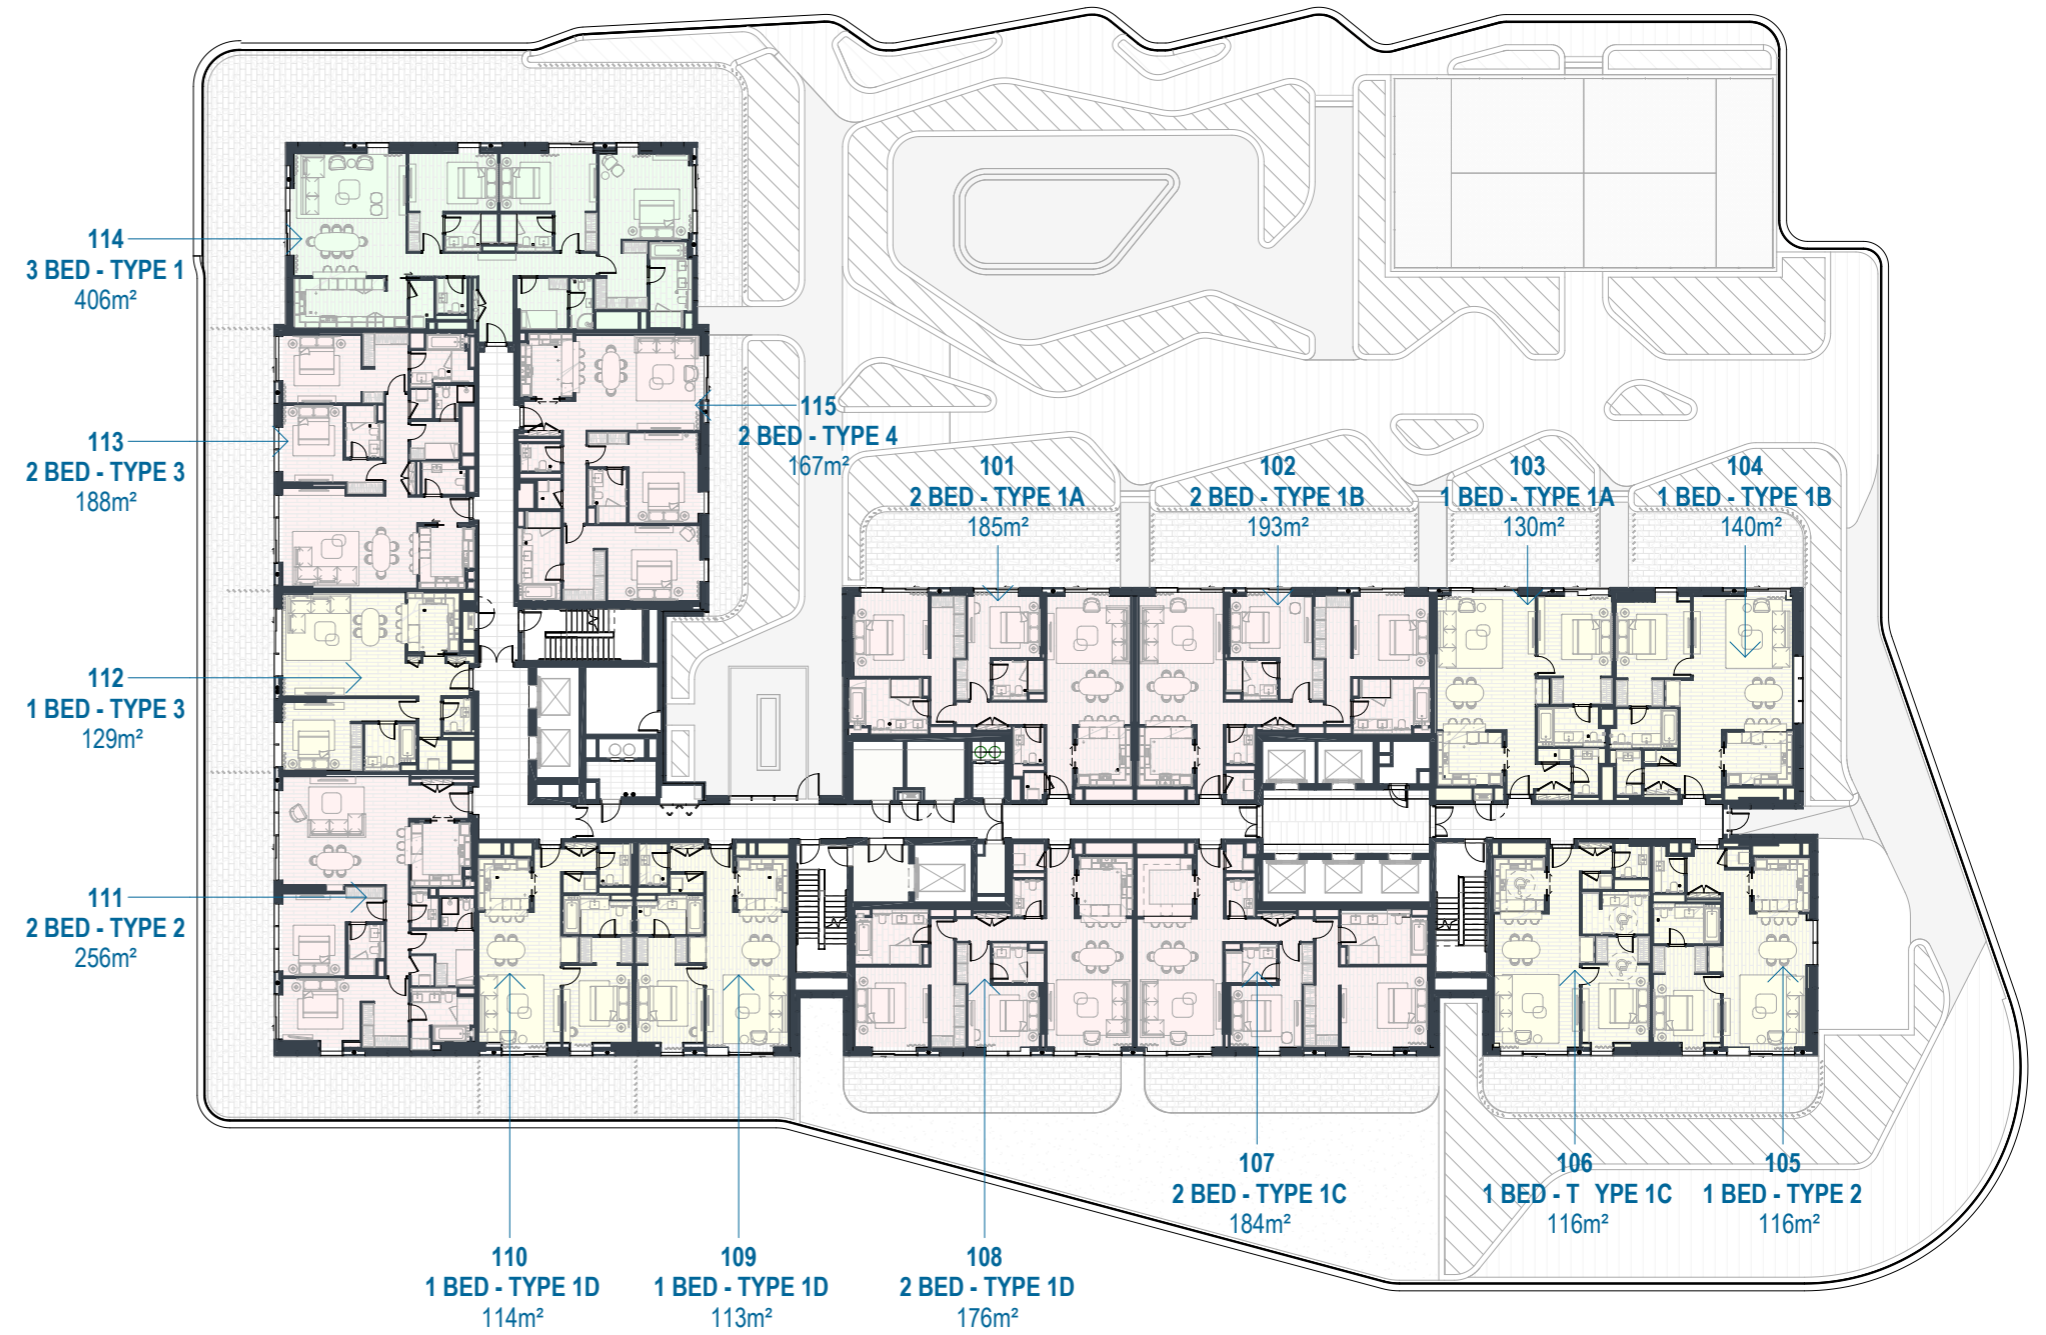 114
3 BED - TYPE 1
406m²
113
2 BED - TYPE 3
188m²
115
2 BED - TYPE 4
167m²
101
2 BED - TYPE 1A
185m²
102
2 BED - TYPE 1B
193m²
103
1 BED - TYPE 1A
130m²
104
1 BED - TYPE 1B
140m²
112
1 BED - TYPE 3
129m²
111
2 BED - TYPE 2
256m²
110
1 BED - TYPE 1D
114m²
109
1 BED - TYPE 1D
113m²
108
2 BED - TYPE 1D
176m²
107
2 BED - TYPE 1C
184m²
106
1 BED - T YPE 1C
116m²
105
1 BED - TYPE 2
116m²